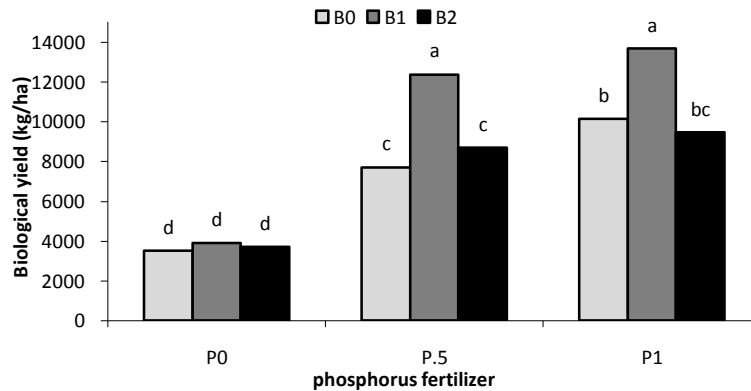 B0 B1 B2
Biological yield (kg/ha)
14000
12000
10000
8000
6000
4000
2000
0
d d d
c a c
b a bc
P0 P.5 P1
phosphorus fertilizer